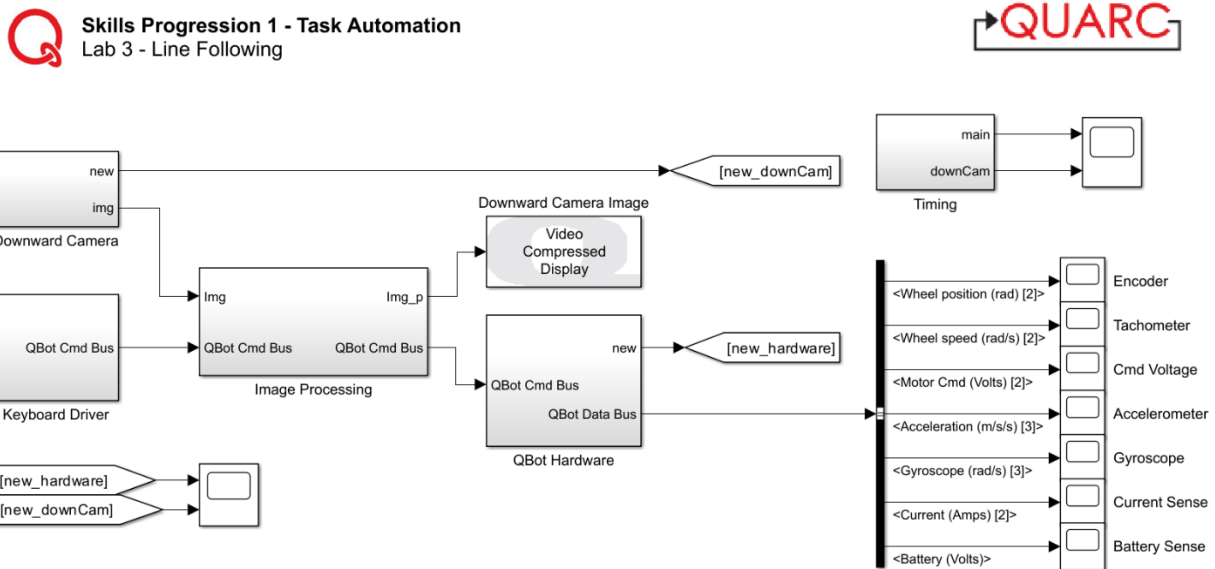 Skills Progression 1 - Task Automation
Lab 3 - Line Following
QUARC
new
img
Downward Camera
[new_downCam]
main
downCam
Timing
Downward Camera Image
Video
Compressed
Display
Img
Img_p
QBot Cmd Bus
QBot Cmd Bus
Image Processing
QBot Cmd Bus
Keyboard Driver
new
QBot Cmd Bus
QBot Data Bus
QBot Hardware
[new_hardware]
<Wheel position (rad) [2]>
Encoder
<Wheel speed (rad/s) [2]>
Tachometer
<Motor Cmd (Volts) [2]>
Cmd Voltage
<Acceleration (m/s/s) [3]>
Accelerometer
<Gyroscope (rad/s) [3]>
Gyroscope
<Current (Amps) [2]>
Current Sense
<Battery (Volts)>
Battery Sense
[new_hardware]
[new_downCam]